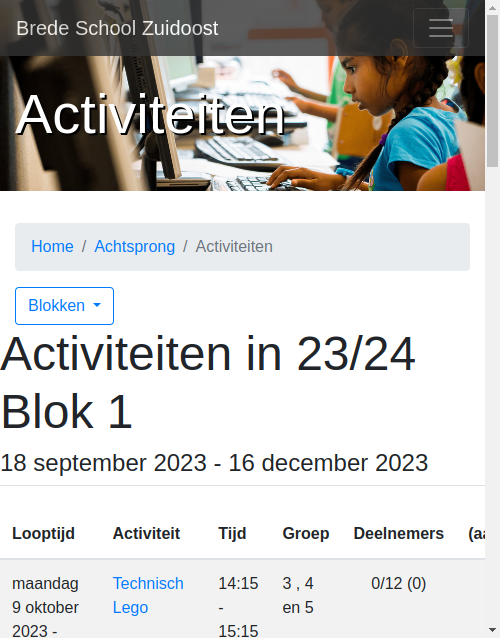 Brede School Zuidoost
Activiteiten
Home / Achtsprong / Activiteiten
Blokken
Activiteiten in 23/24
Blok 1
18 september 2023 - 16 december 2023
Looptijd Activiteit Tijd Groep Deelnemers
maandag Technisch 14:15 3 , 4 0/12 (0)
9 oktober Lego - en 5
2023 - 15:15